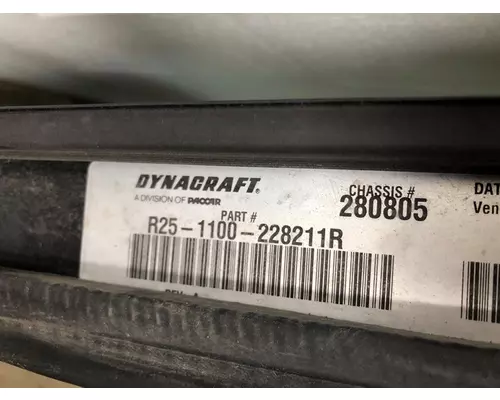 DYNACRAFT®
A DIVISION OF PACCAR
PART #
R25-1100-228211R
CHASSIS #
280805
DAT
Ven